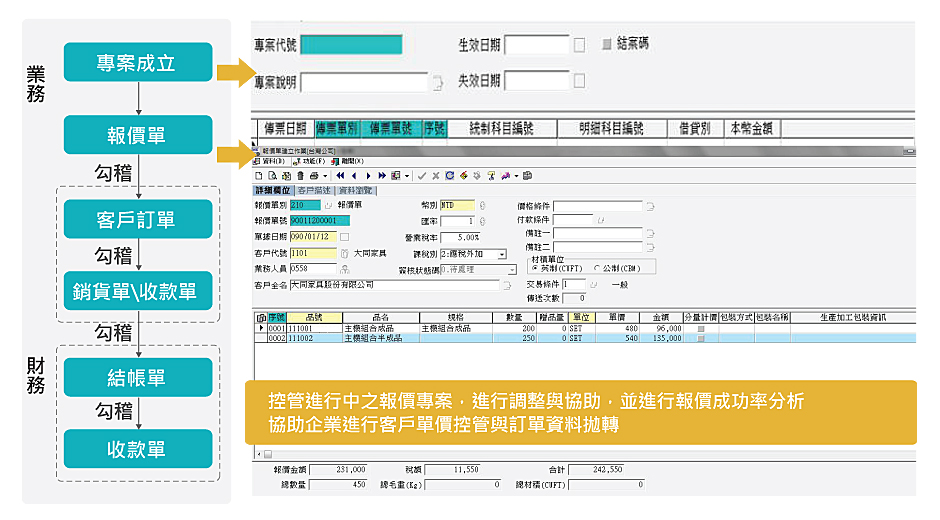 業務
專案成立
報價單
勾稽
客戶訂單
勾稽
銷貨單\收款單
勾稽
財務
結帳單
勾稽
收款單
專案代號 生效日期 結案碼
專案說明 失效日期
傳票日期 傳票單別 傳票單號 序號 統制科目編號 明細科目編號 借貸別 本幣金額
報價單建立作業[台灣公司]
資料(D) 功能(F) 離開(X)
詳細欄位 客戶描述 資料瀏覽
報價單別 210 報價單 幣別 NTD 價格條件
報價單號 90011200001 匯率 1 付款條件
單據日期 090/01/12 營業稅率 5.00% 備註一
備註二
客戶代號 1101 大同家具 課稅別 2:應稅外加 材積單位
業務人員 0558 簽核狀態碼 0.待處理 英制(CUFT) 公制(CBM)
客戶全名 大同家具股份有限公司 交易條件 1 一般
傳送次數 0
序號 品號 品名 規格 數量 贈品量 單位 單價 金額 分量計價 包裝方式 包裝名稱 生產加工包裝資訊
0001 111001 主機組合成品 主機組合成品 200 0 SET 480 96,000
0002 111002 主機組合半成品 250 0 SET 540 135,000
控管進行中之報價專案，進行調整與協助，並進行報價成功率分析
協助企業進行客戶單價控管與訂單資料拋轉
報價金額 231,000 稅額 11,550 合計 242,550
總數量 450 總毛重(Kg) 0 總材積(CUFT) 0